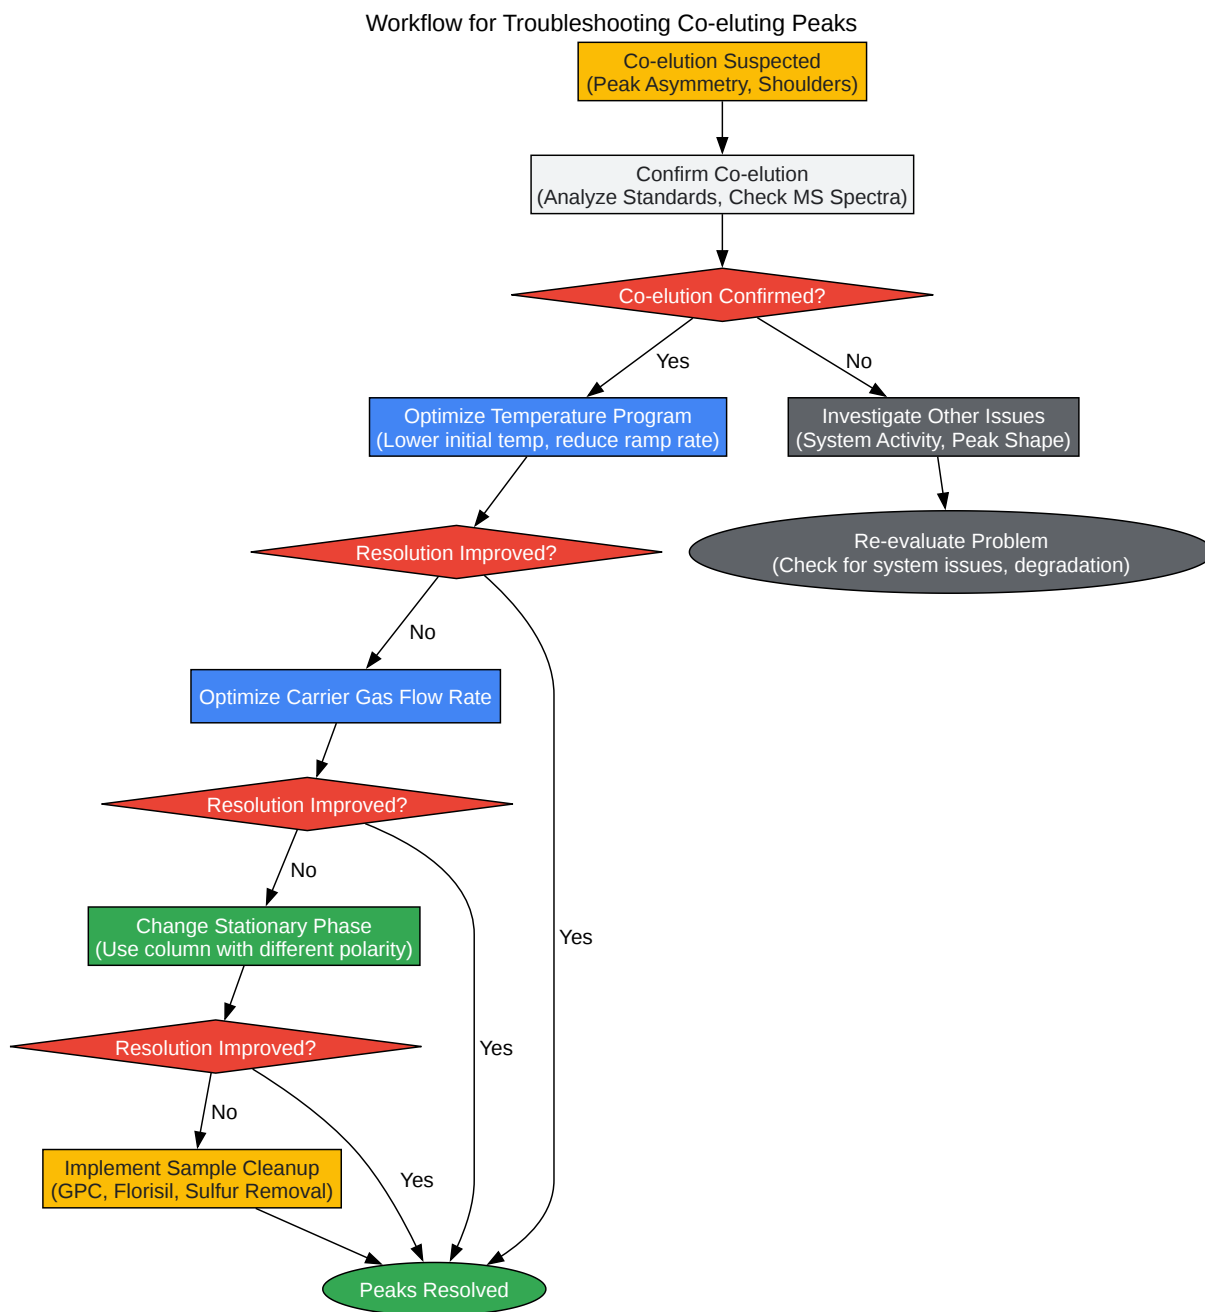 Workflow for Troubleshooting Co-eluting Peaks
Co-elution Suspected
(Peak Asymmetry, Shoulders)
Confirm Co-elution
(Analyze Standards, Check MS Spectra)
Co-elution Confirmed?
Yes
No
Optimize Temperature Program
(Lower initial temp, reduce ramp rate)
Investigate Other Issues
(System Activity, Peak Shape)
Resolution Improved?
Re-evaluate Problem
(Check for system issues, degradation)
No
Optimize Carrier Gas Flow Rate
Resolution Improved?
No
Change Stationary Phase
(Use column with different polarity)
Yes
Resolution Improved?
Yes
No
Implement Sample Cleanup
(GPC, Florisil, Sulfur Removal)
Yes
Peaks Resolved